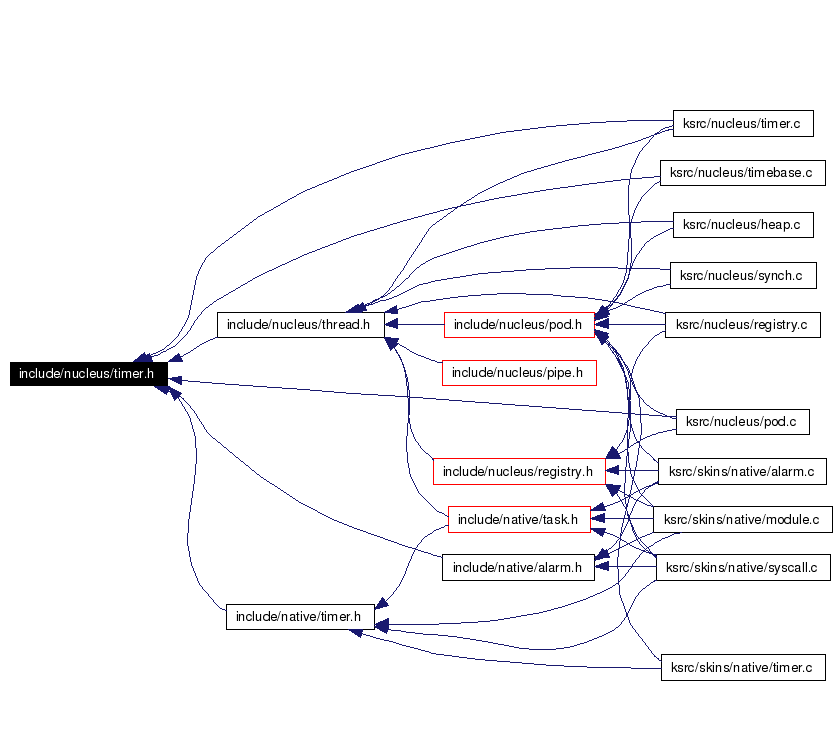 ksrc/nucleus/timer.c
ksrc/nucleus/timebase.c
ksrc/nucleus/heap.c
ksrc/nucleus/synch.c
include/nucleus/thread.h
include/nucleus/pod.h
ksrc/nucleus/registry.c
include/nucleus/timer.h
include/nucleus/pipe.h
ksrc/nucleus/pod.c
include/nucleus/registry.h
ksrc/skins/native/alarm.c
include/native/task.h
ksrc/skins/native/module.c
include/native/alarm.h
ksrc/skins/native/syscall.c
include/native/timer.h
ksrc/skins/native/timer.c